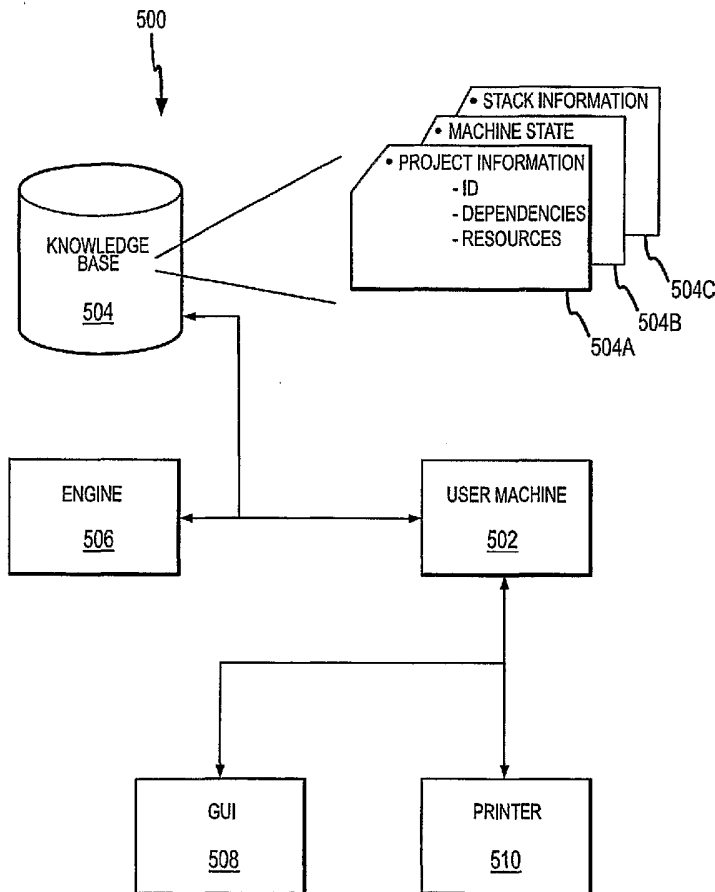 500
• STACK INFORMATION
• MACHINE STATE
• PROJECT INFORMATION
- ID
- DEPENDENCIES
- RESOURCES
KNOWLEDGE
BASE
504
504C
504B
504A
ENGINE
506
USER MACHINE
502
GUI
508
PRINTER
510